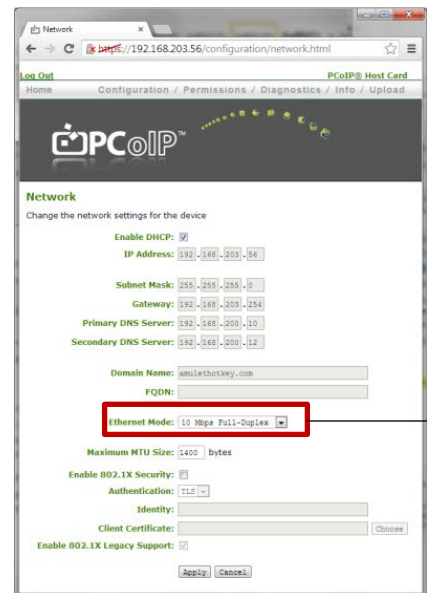 Network
https://192.168.203.56/configuration/network.html
Log Out PCoIP® Host Card
Home Configuration / Permissions / Diagnostics / Info / Upload
PCoIP™
Network
Change the network settings for the device
Enable DHCP:
IP Address: 192 . 168 . 203 . 56
Subnet Mask: 255 . 255 . 255 . 0
Gateway: 192 . 168 . 203 . 254
Primary DNS Server: 192 . 168 . 200 . 10
Secondary DNS Server: 192 . 168 . 200 . 12
Domain Name: amulethotkey.com
FQDN:
Ethernet Mode: 10 Mbps Full-Duplex
Maximum MTU Size: 1400 bytes
Enable 802.1X Security:
Authentication: TLS
Identity:
Client Certificate: Choose
Enable 802.1X Legacy Support:
Apply Cancel